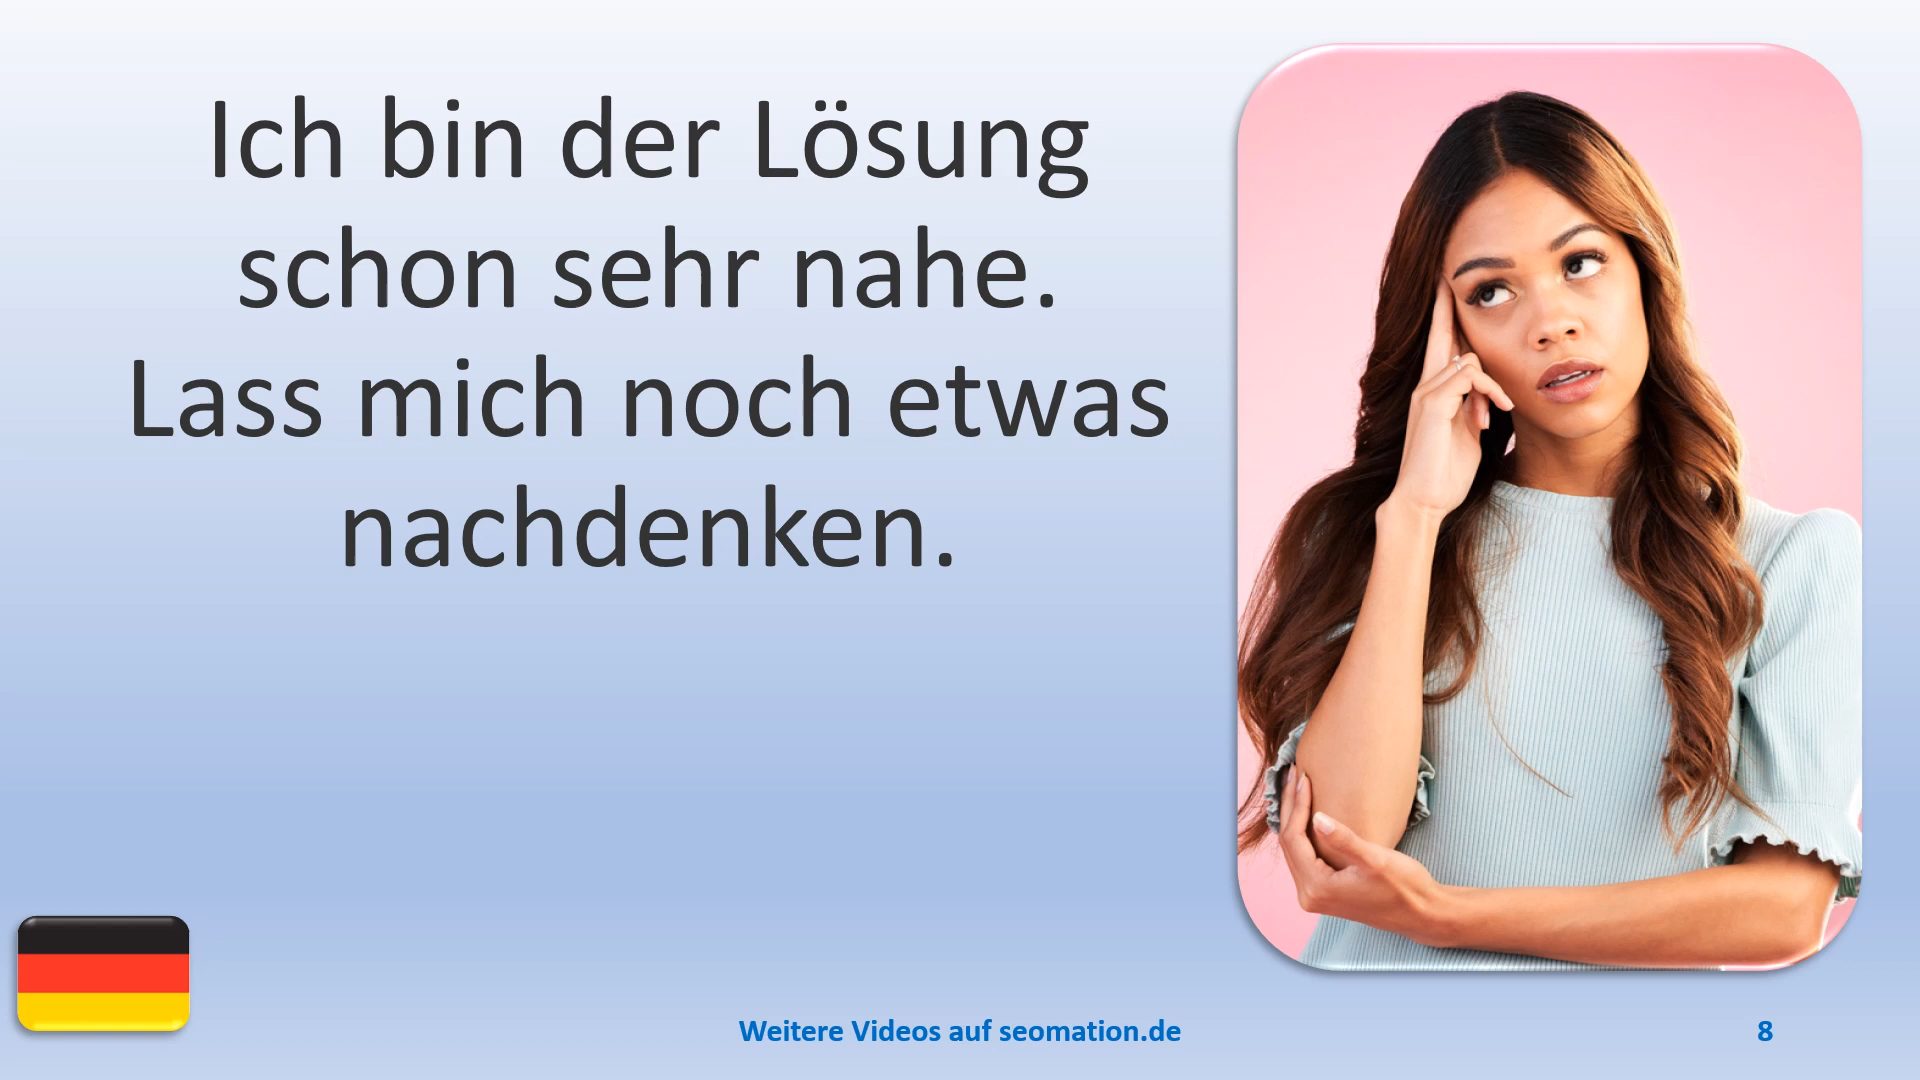 Ich bin der Lösung
schon sehr nahe.
Lass mich noch etwas
nachdenken.
Weitere Videos auf seomation.de
8